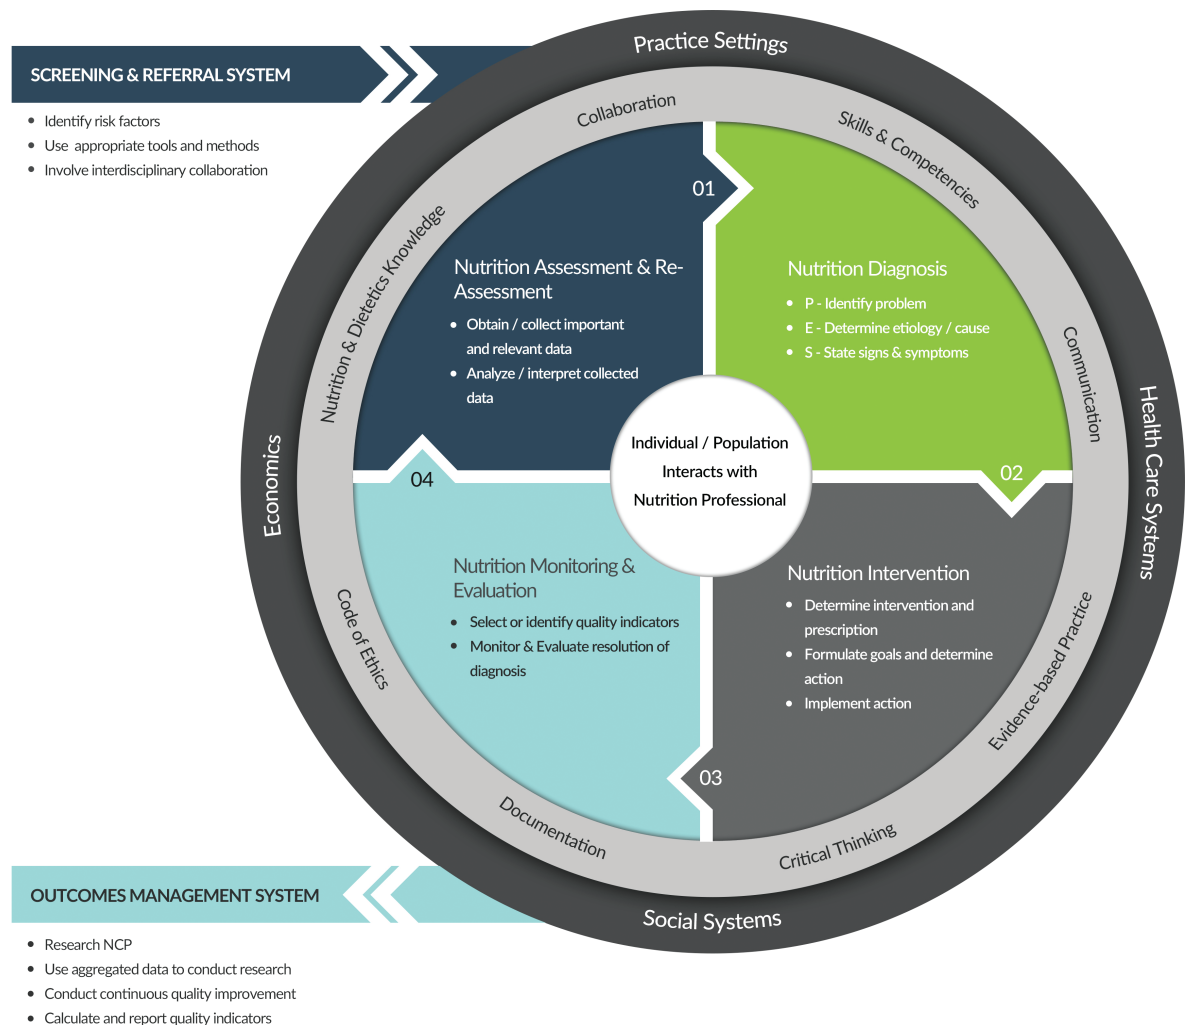 Practice Settings
SCREENING & REFERRAL SYSTEM
Identify risk factors
Use appropriate tools and methods
Involve interdisciplinary collaboration
Collaboration
Skills & Competencies
Nutrition & Dietetics Knowledge
Communication
Economics
Health Care Systems
01
Nutrition Assessment & Re-
Assessment
Obtain / collect important
and relevant data
Analyze / interpret collected
data
Nutrition Diagnosis
P - Identify problem
E - Determine etiology / cause
S - State signs & symptoms
02
Individual / Population
Interacts with
Nutrition Professional
04
Nutrition Monitoring &
Evaluation
Select or identify quality indicators
Monitor & Evaluate resolution of
diagnosis
Nutrition Intervention
Determine intervention and
prescription
Formulate goals and determine
action
Implement action
03
Code of Ethics
Evidence-based Practice
Documentation
Critical Thinking
Social Systems
OUTCOMES MANAGEMENT SYSTEM
Research NCP
Use aggregated data to conduct research
Conduct continuous quality improvement
Calculate and report quality indicators